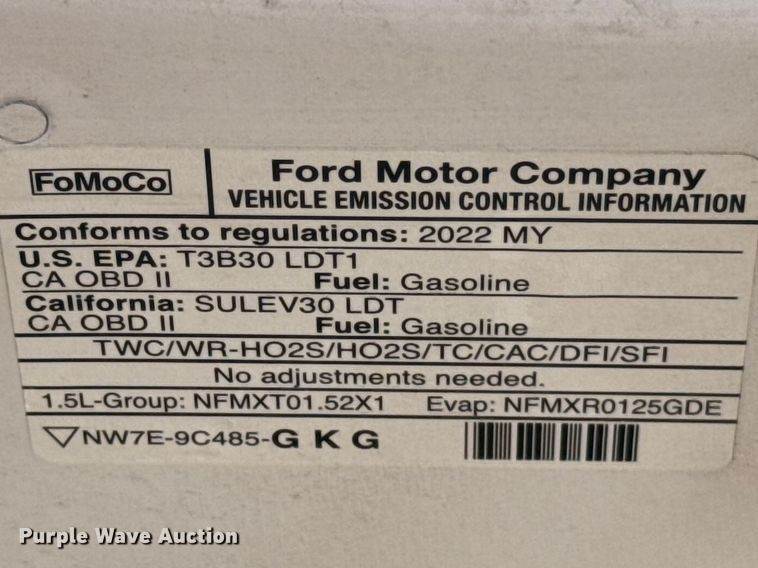 FoMoCo
Ford Motor Company
VEHICLE EMISSION CONTROL INFORMATION
Conforms to regulations: 2022 MY
U.S. EPA: T3B30 LDT1
CA OBD II Fuel: Gasoline
California: SULEV30 LDT
CA OBD II Fuel: Gasoline
TWC/WR-HO2S/HO2S/TC/CAC/DFI/SFI
No adjustments needed.
1.5L-Group: NFMXT01.52X1 Evap: NFMXR0125GDE
NW7E-9C485-G K G
Purple Wave Auction